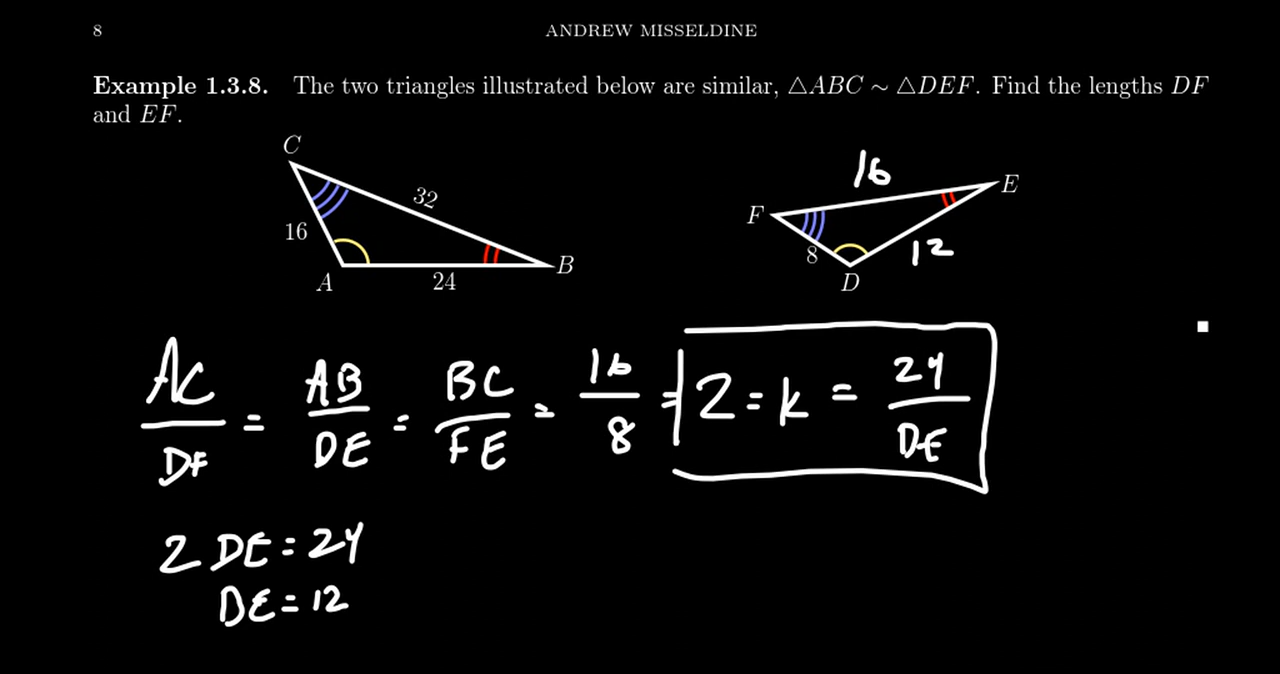 8
ANDREW MISSELDINE
Example 1.3.8. The two triangles illustrated below are similar, △ABC ∼ △DEF. Find the lengths DF
and EF.
C
32
16
A
24
B
16
E
F
8
12
D
AC/DF = AB/DE = BC/FE = 16/8 = 2 = k = 24/DE
2 DE = 24
DE = 12